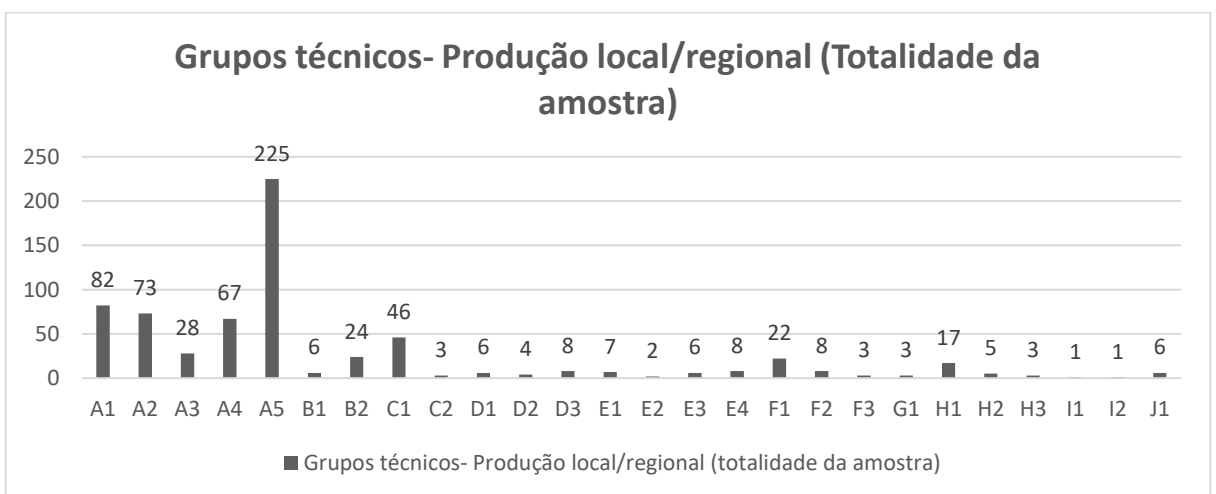 Grupos técnicos- Produção local/regional (Totalidade da
amostra)
250
200
150
100
50
0
82 73 28 67 225 6 24 46 3 6 4 8 7 2 6 8 22 8 3 3 17 5 3 1 1 6
A1 A2 A3 A4 A5 B1 B2 C1 C2 D1 D2 D3 E1 E2 E3 E4 F1 F2 F3 G1 H1 H2 H3 I1 I2 J1
Grupos técnicos- Produção local/regional (totalidade da amostra)